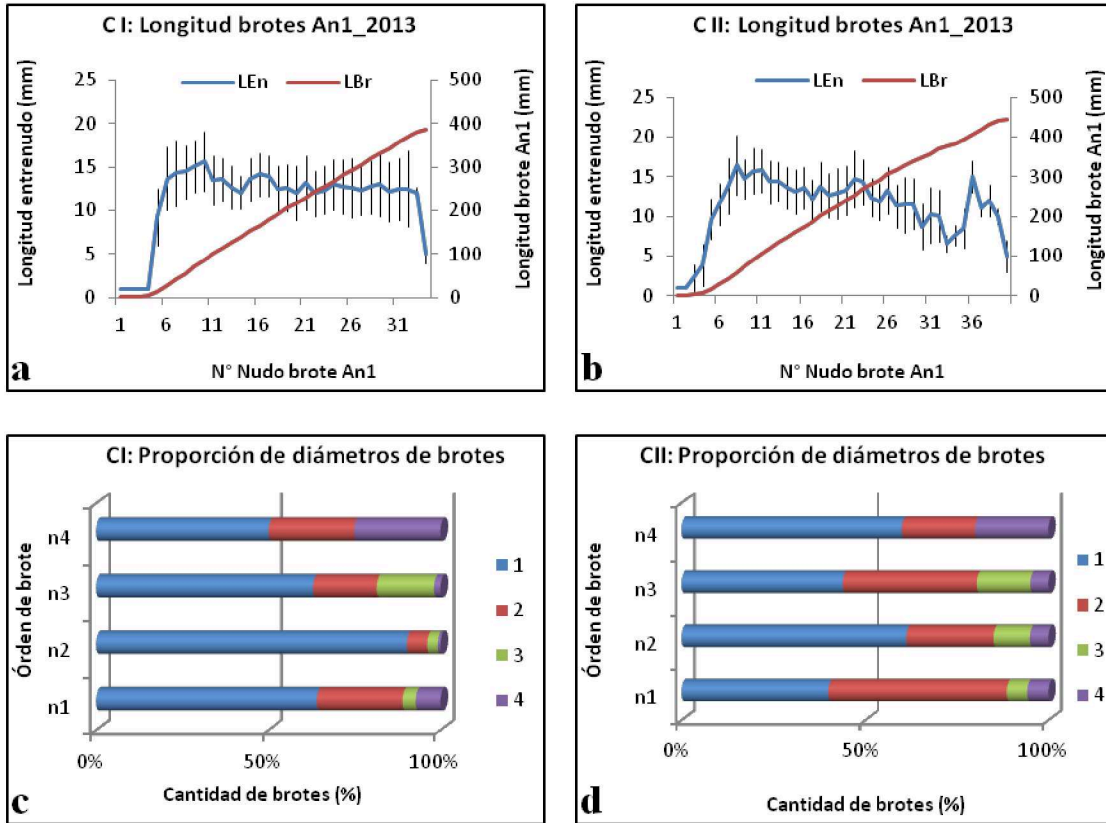 C I: Longitud brotes An1_2013
LEn LBr
Longitud entrenudo (mm)
25
20
15
10
5
0
500
400
300
200
100
0
Longitud brote An1 (mm)
1 6 11 16 21 26 31
N° Nudo brote An1
a
C II: Longitud brotes An1_2013
LEn LBr
Longitud entrenudo (mm)
25
20
15
10
5
0
500
400
300
200
100
0
Longitud brote An1 (mm)
1 6 11 16 21 26 31 36
N° Nudo brote An1
b
CI: Proporción de diámetros de brotes
Órden de brote
n4
n3
n2
n1
1
2
3
4
0% 50% 100%
Cantidad de brotes (%)
c
CII: Proporción de diámetros de brotes
Órden de brote
n4
n3
n2
n1
1
2
3
4
0% 50% 100%
Cantidad de brotes (%)
d